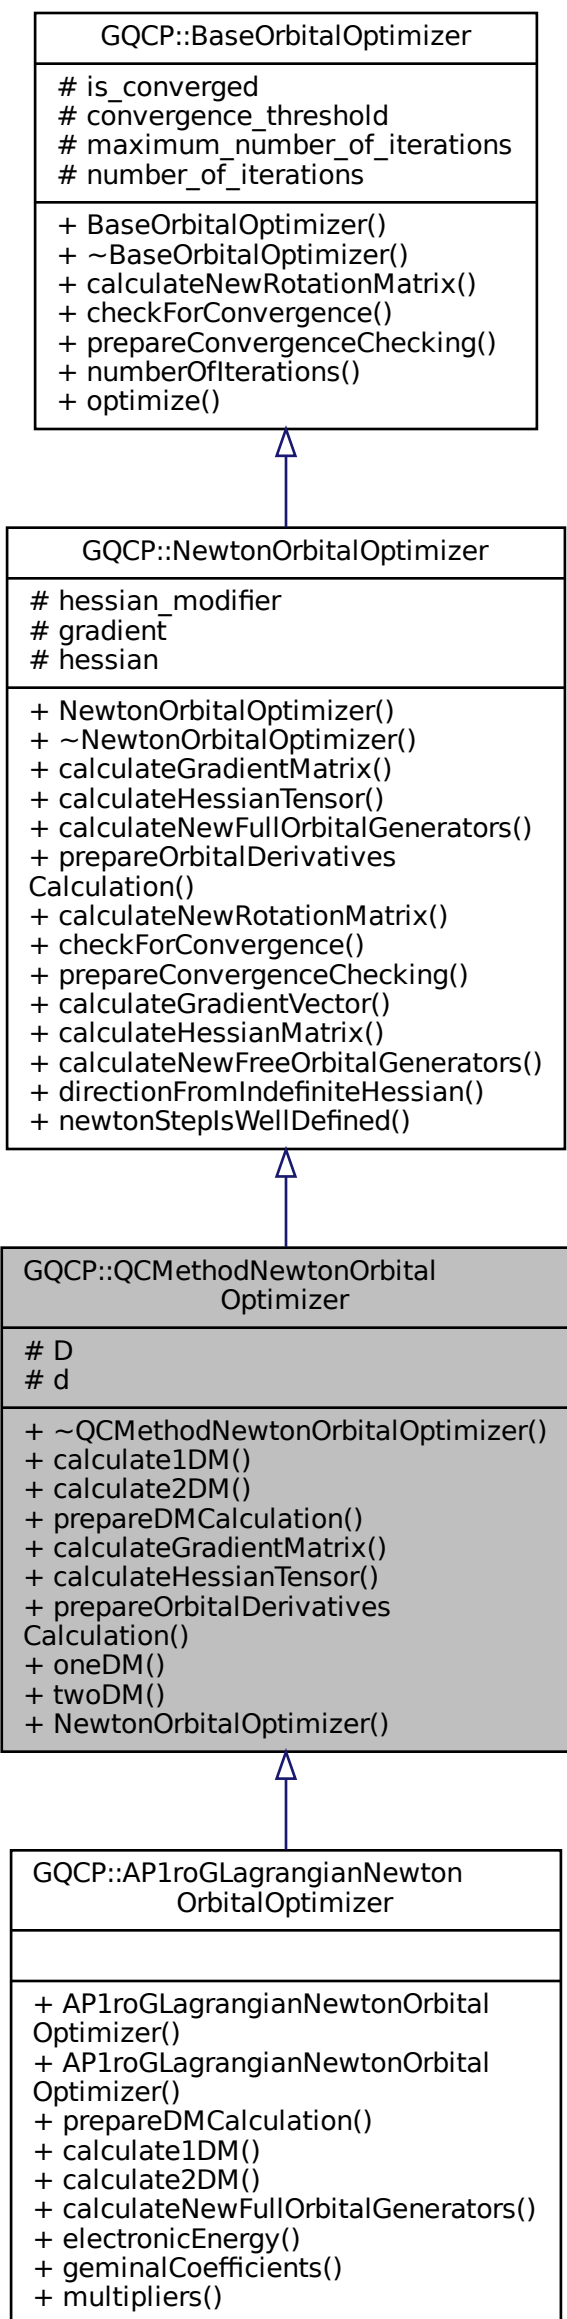 GQCP::BaseOrbitalOptimizer
# is_converged
# convergence_threshold
# maximum_number_of_iterations
# number_of_iterations
+ BaseOrbitalOptimizer()
+ ~BaseOrbitalOptimizer()
+ calculateNewRotationMatrix()
+ checkForConvergence()
+ prepareConvergenceChecking()
+ numberOfIterations()
+ optimize()
GQCP::NewtonOrbitalOptimizer
# hessian_modifier
# gradient
# hessian
+ NewtonOrbitalOptimizer()
+ ~NewtonOrbitalOptimizer()
+ calculateGradientMatrix()
+ calculateHessianTensor()
+ calculateNewFullOrbitalGenerators()
+ prepareOrbitalDerivatives
Calculation()
+ calculateNewRotationMatrix()
+ checkForConvergence()
+ prepareConvergenceChecking()
+ calculateGradientVector()
+ calculateHessianMatrix()
+ calculateNewFreeOrbitalGenerators()
+ directionFromIndefiniteHessian()
+ newtonStepIsWellDefined()
GQCP::QCMethodNewtonOrbital
Optimizer
# D
# d
+ ~QCMethodNewtonOrbitalOptimizer()
+ calculate1DM()
+ calculate2DM()
+ prepareDMCalculation()
+ calculateGradientMatrix()
+ calculateHessianTensor()
+ prepareOrbitalDerivatives
Calculation()
+ oneDM()
+ twoDM()
+ NewtonOrbitalOptimizer()
GQCP::AP1roGLagrangianNewton
OrbitalOptimizer
+ AP1roGLagrangianNewtonOrbital
Optimizer()
+ AP1roGLagrangianNewtonOrbital
Optimizer()
+ prepareDMCalculation()
+ calculate1DM()
+ calculate2DM()
+ calculateNewFullOrbitalGenerators()
+ electronicEnergy()
+ geminalCoefficients()
+ multipliers()